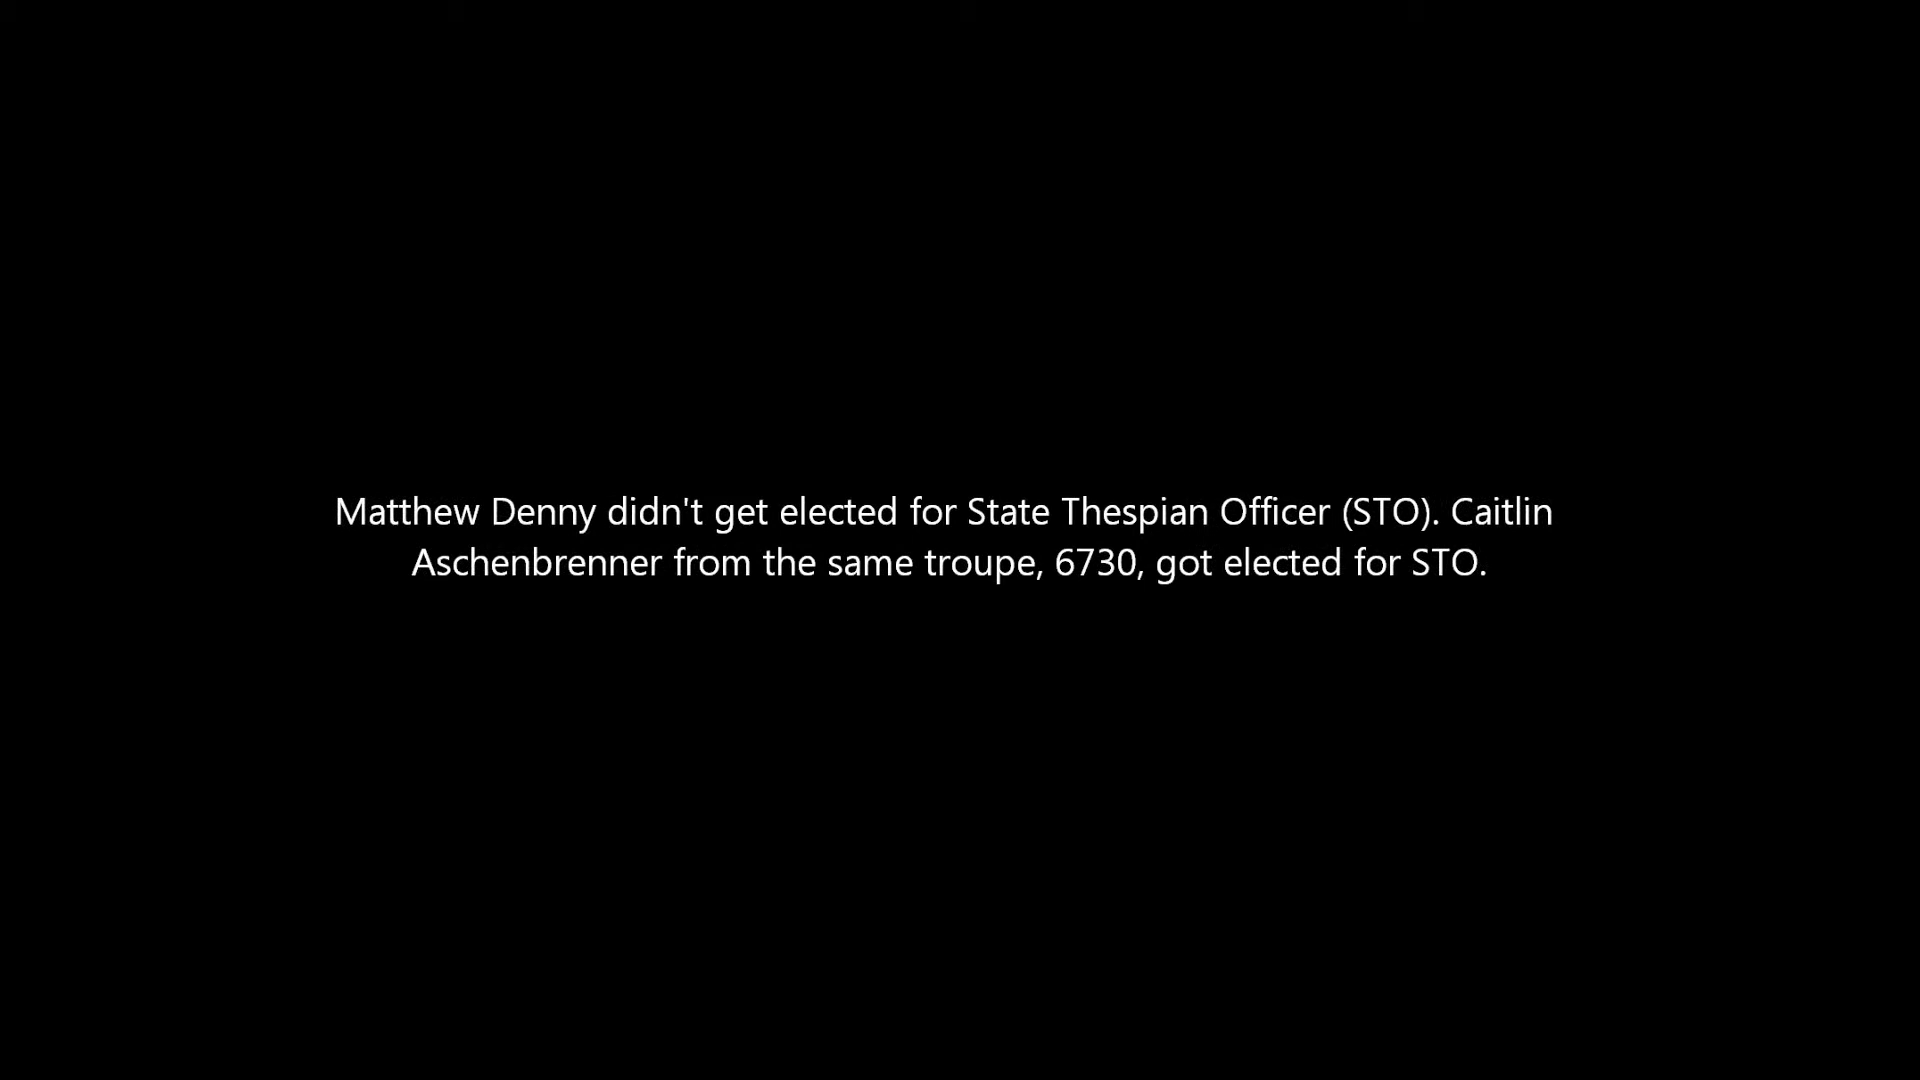 Matthew Denny didn't get elected for State Thespian Officer (STO). Caitlin
Aschenbrenner from the same troupe, 6730, got elected for STO.